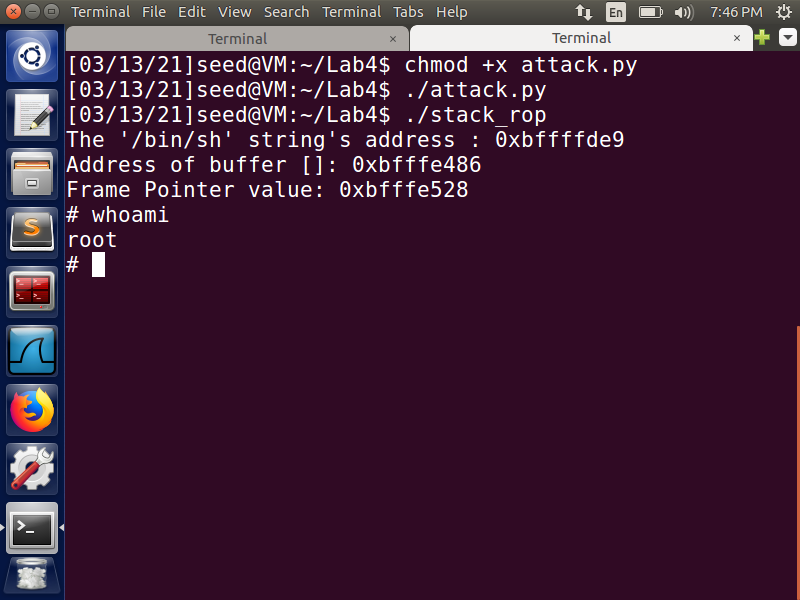 Terminal File Edit View Search Terminal Tabs Help En 7:46 PM
Terminal × Terminal ×
[03/13/21]seed@VM:~/Lab4$ chmod +x attack.py
[03/13/21]seed@VM:~/Lab4$ ./attack.py
[03/13/21]seed@VM:~/Lab4$ ./stack_rop
The '/bin/sh' string's address : 0xbffffde9
Address of buffer []: 0xbfffe486
Frame Pointer value: 0xbfffe528
# whoami
root
#